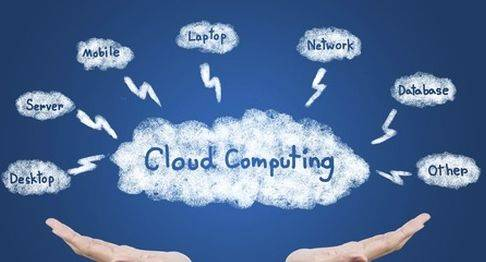 Laptop
Mobile
Network
Database
Server
Cloud Computing
Desktop
Other